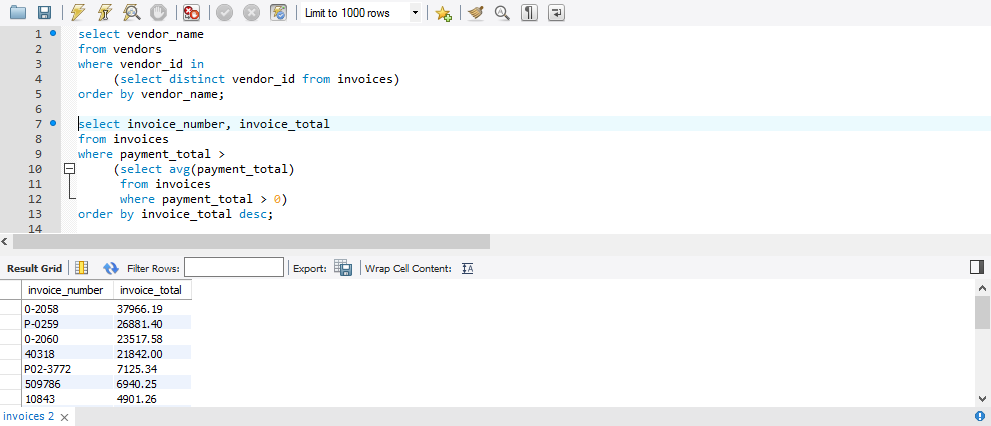 Limit to 1000 rows
1 select vendor_name
2 from vendors
3 where vendor_id in
4 (select distinct vendor_id from invoices)
5 order by vendor_name;
6
7 select invoice_number, invoice_total
8 from invoices
9 where payment_total >
10 (select avg(payment_total)
11 from invoices
12 where payment_total > 0)
13 order by invoice_total desc;
14
Result Grid Filter Rows: Export: Wrap Cell Content:
invoice_number invoice_total
0-2058 37966.19
P-0259 26881.40
0-2060 23517.58
40318 21842.00
P02-3772 7125.34
509786 6940.25
10843 4901.26
invoices 2